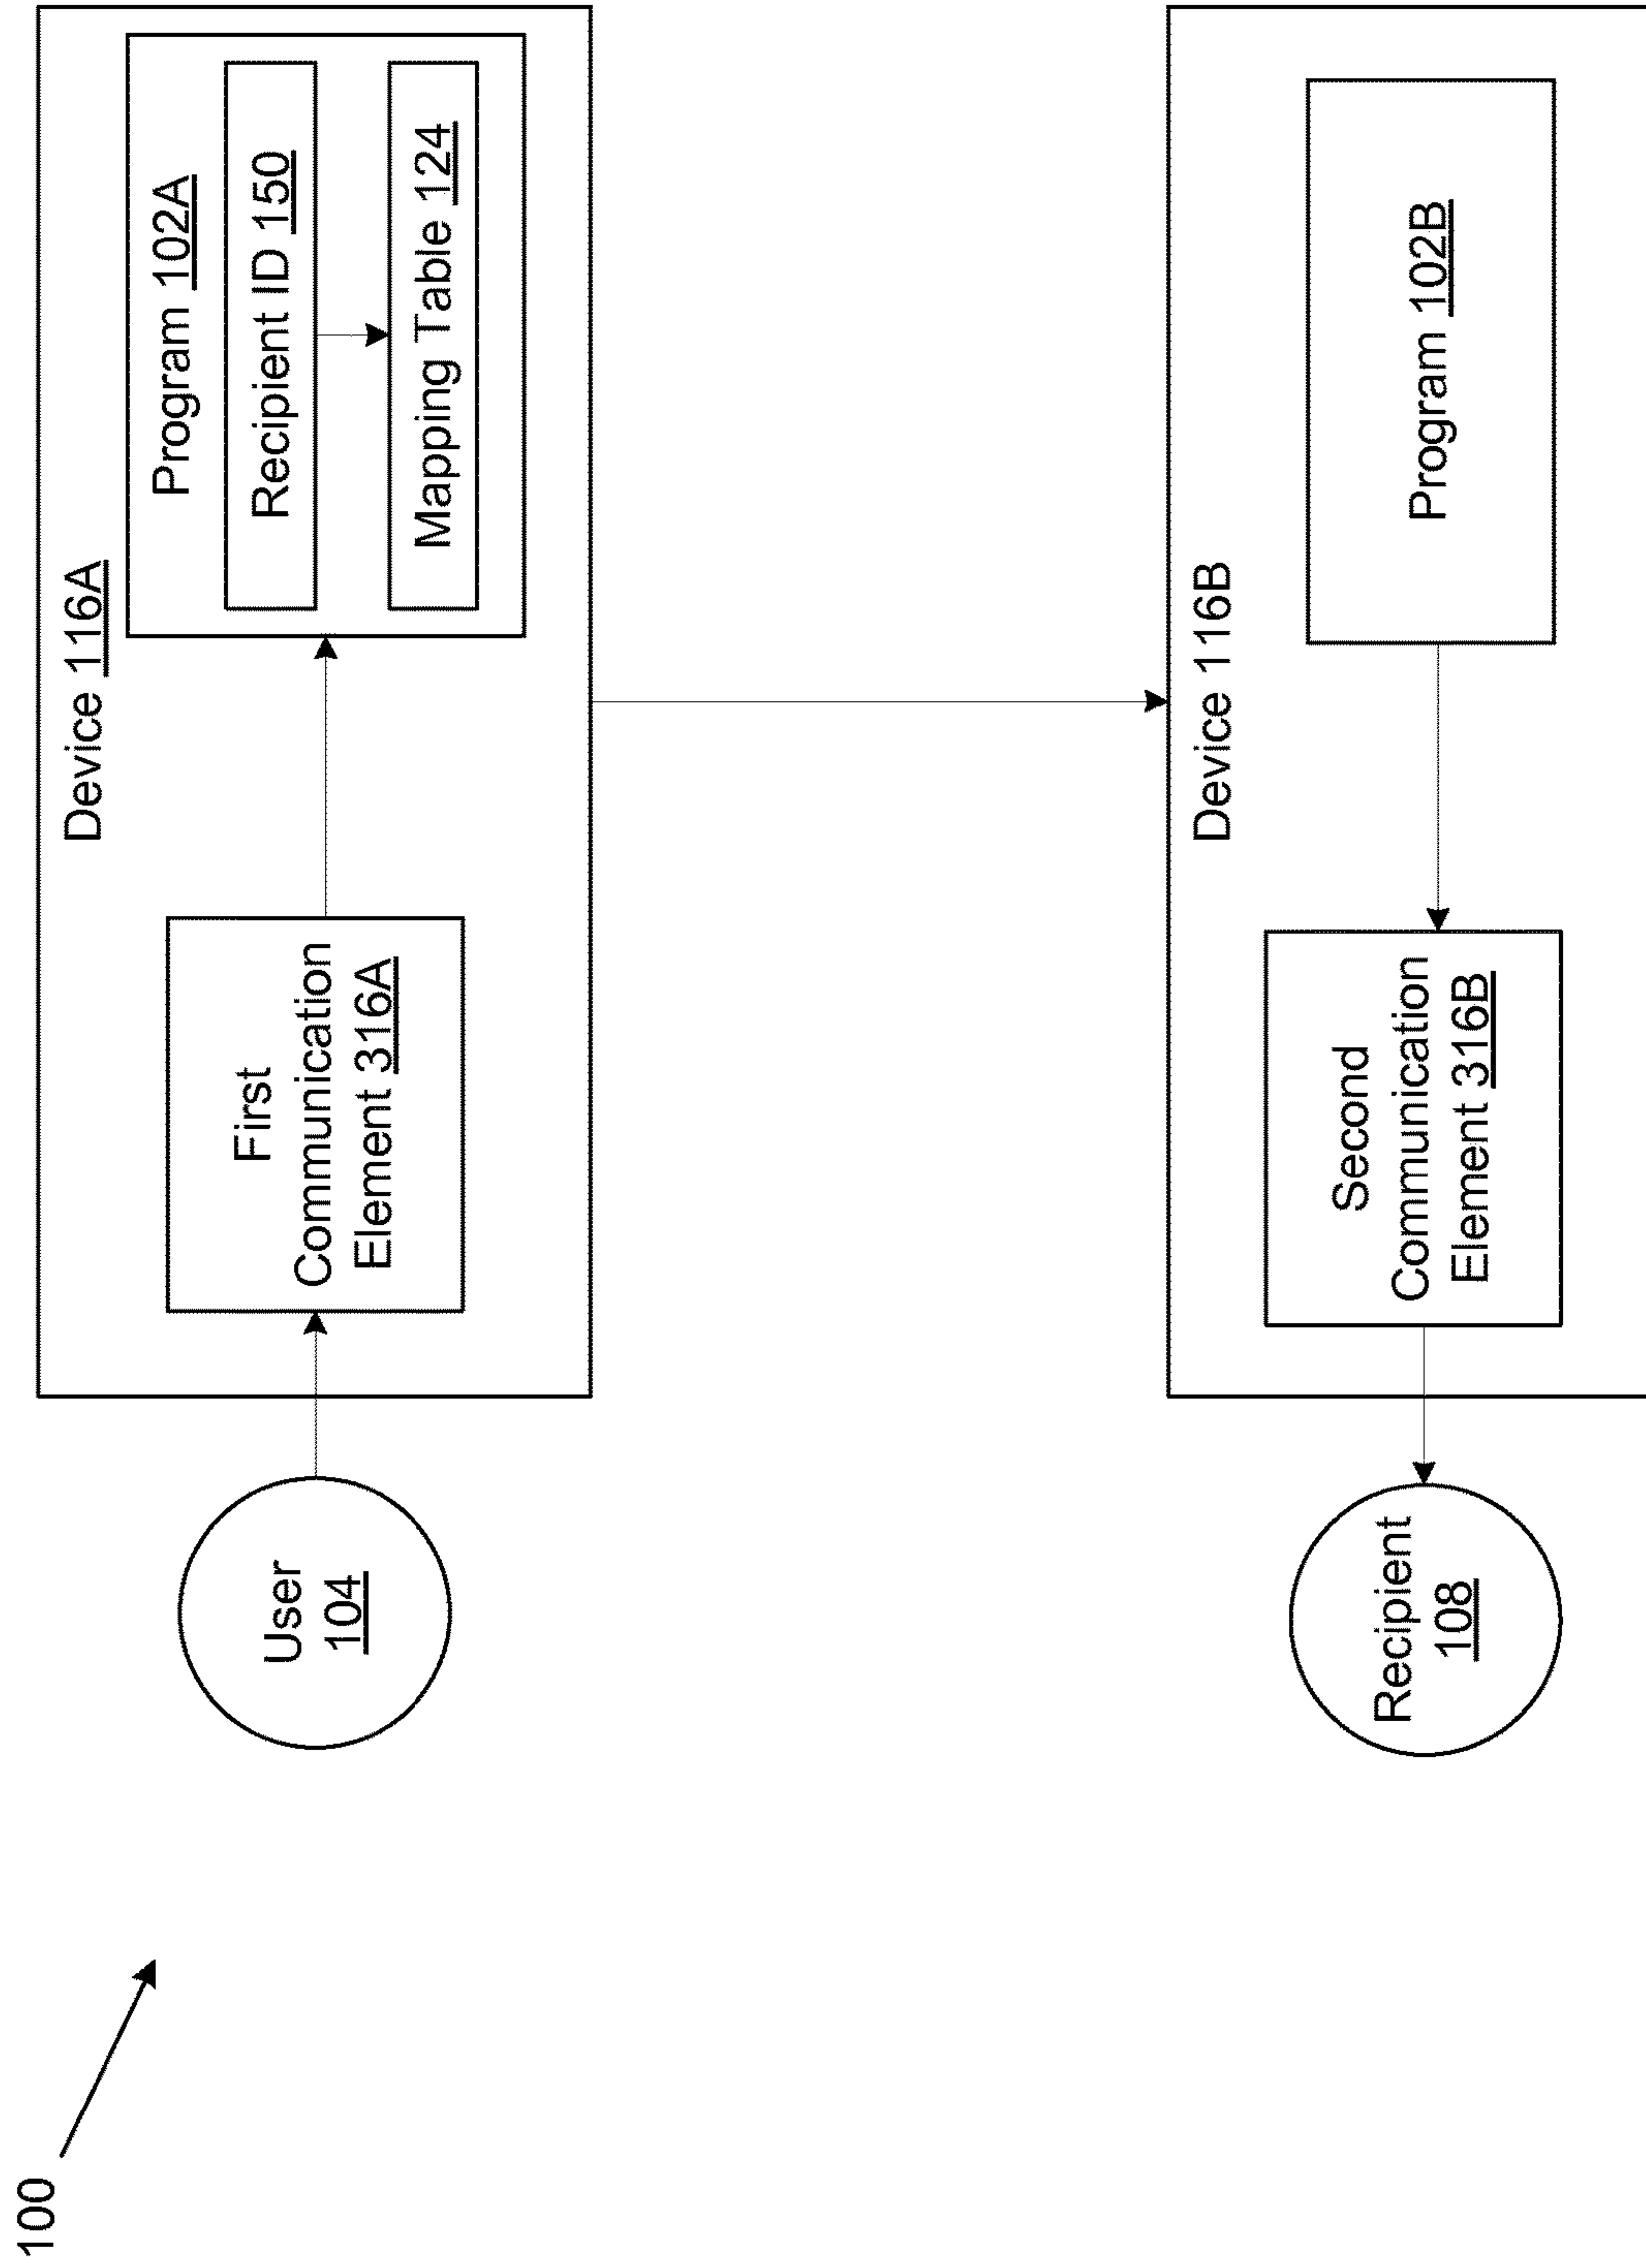 100
User
104
First
Communication
Element 316A
Device 116A
Program 102A
Recipient ID 150
Mapping Table 124
Recipient
108
Second
Communication
Element 316B
Device 116B
Program 102B